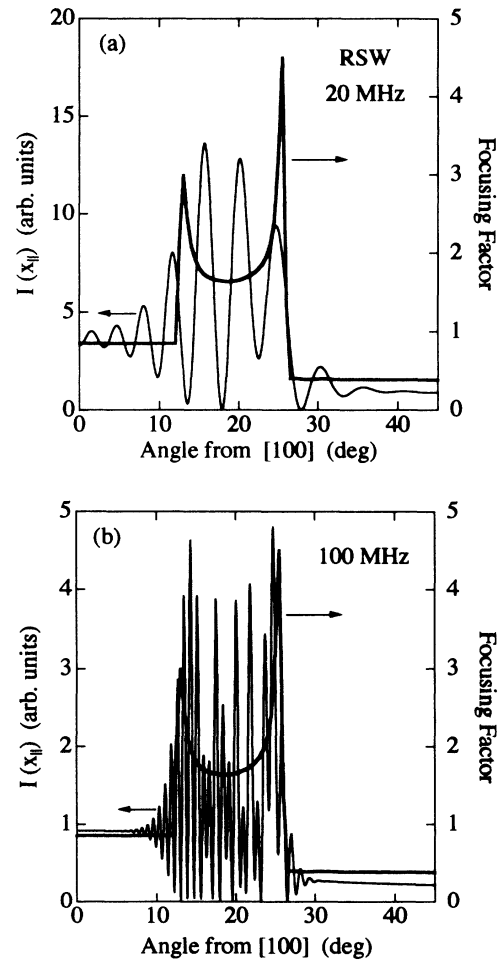 (a)
RSW
20 MHz
20
15
10
5
0
5
4
3
2
1
0
I (x∥) (arb. units)
Focusing Factor
0 10 20 30 40
Angle from [100] (deg)
(b)
100 MHz
5
4
3
2
1
0
5
4
3
2
1
0
I (x∥) (arb. units)
Focusing Factor
0 10 20 30 40
Angle from [100] (deg)